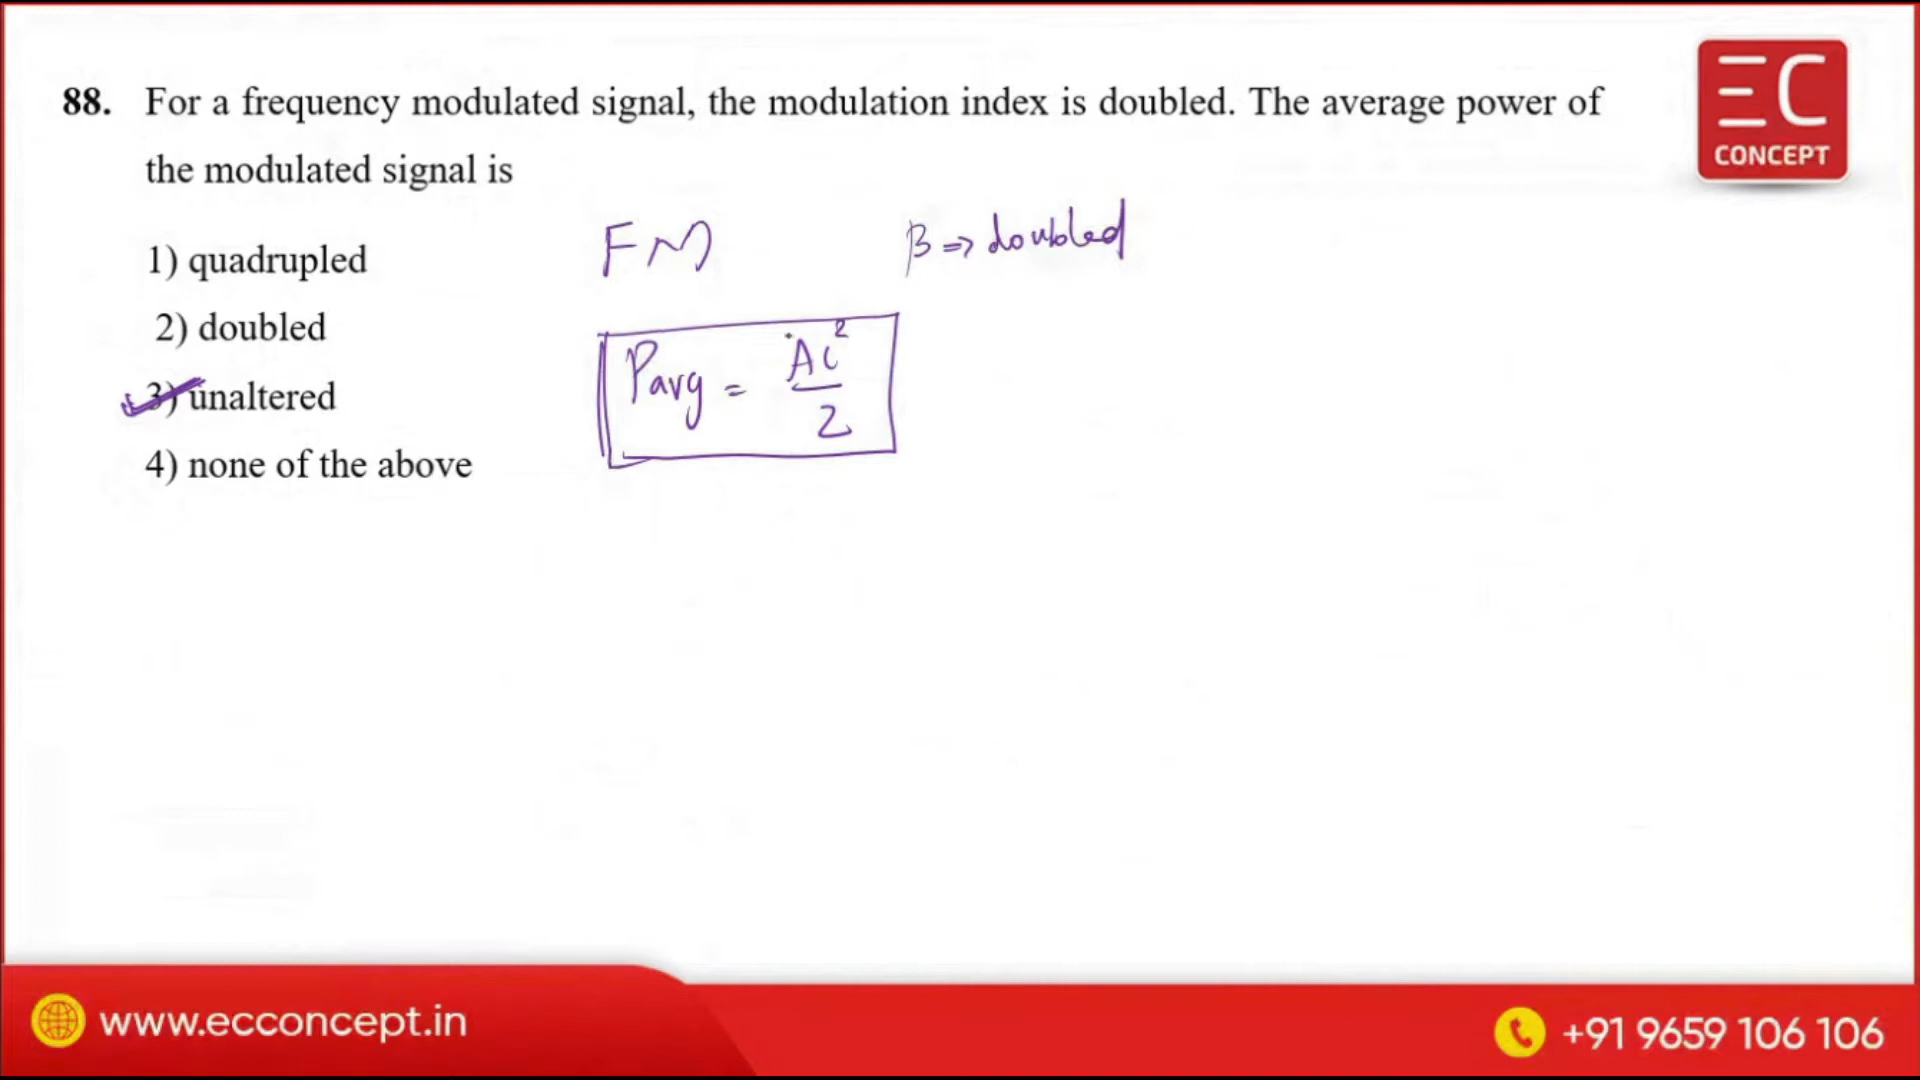 EC
CONCEPT
88. For a frequency modulated signal, the modulation index is doubled. The average power of
the modulated signal is
1) quadrupled
2) doubled
3) unaltered
4) none of the above
FM
β => doubled
Pavg = Ac²/2
www.ecconcept.in
+91 9659 106 106